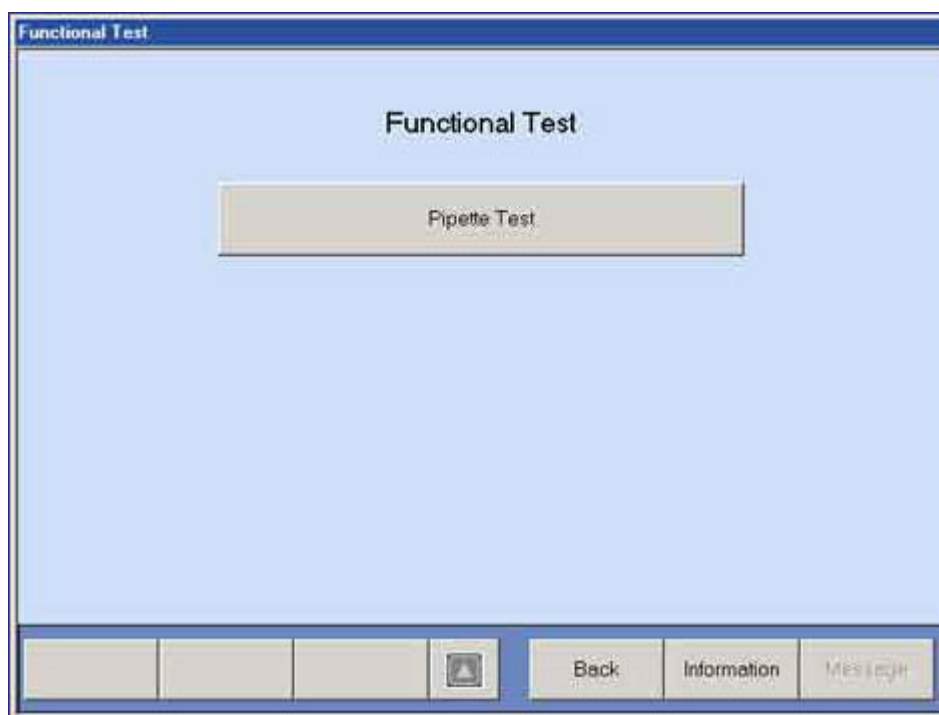 Functional Test
Functional Test
Pipette Test
Back
Information
Message